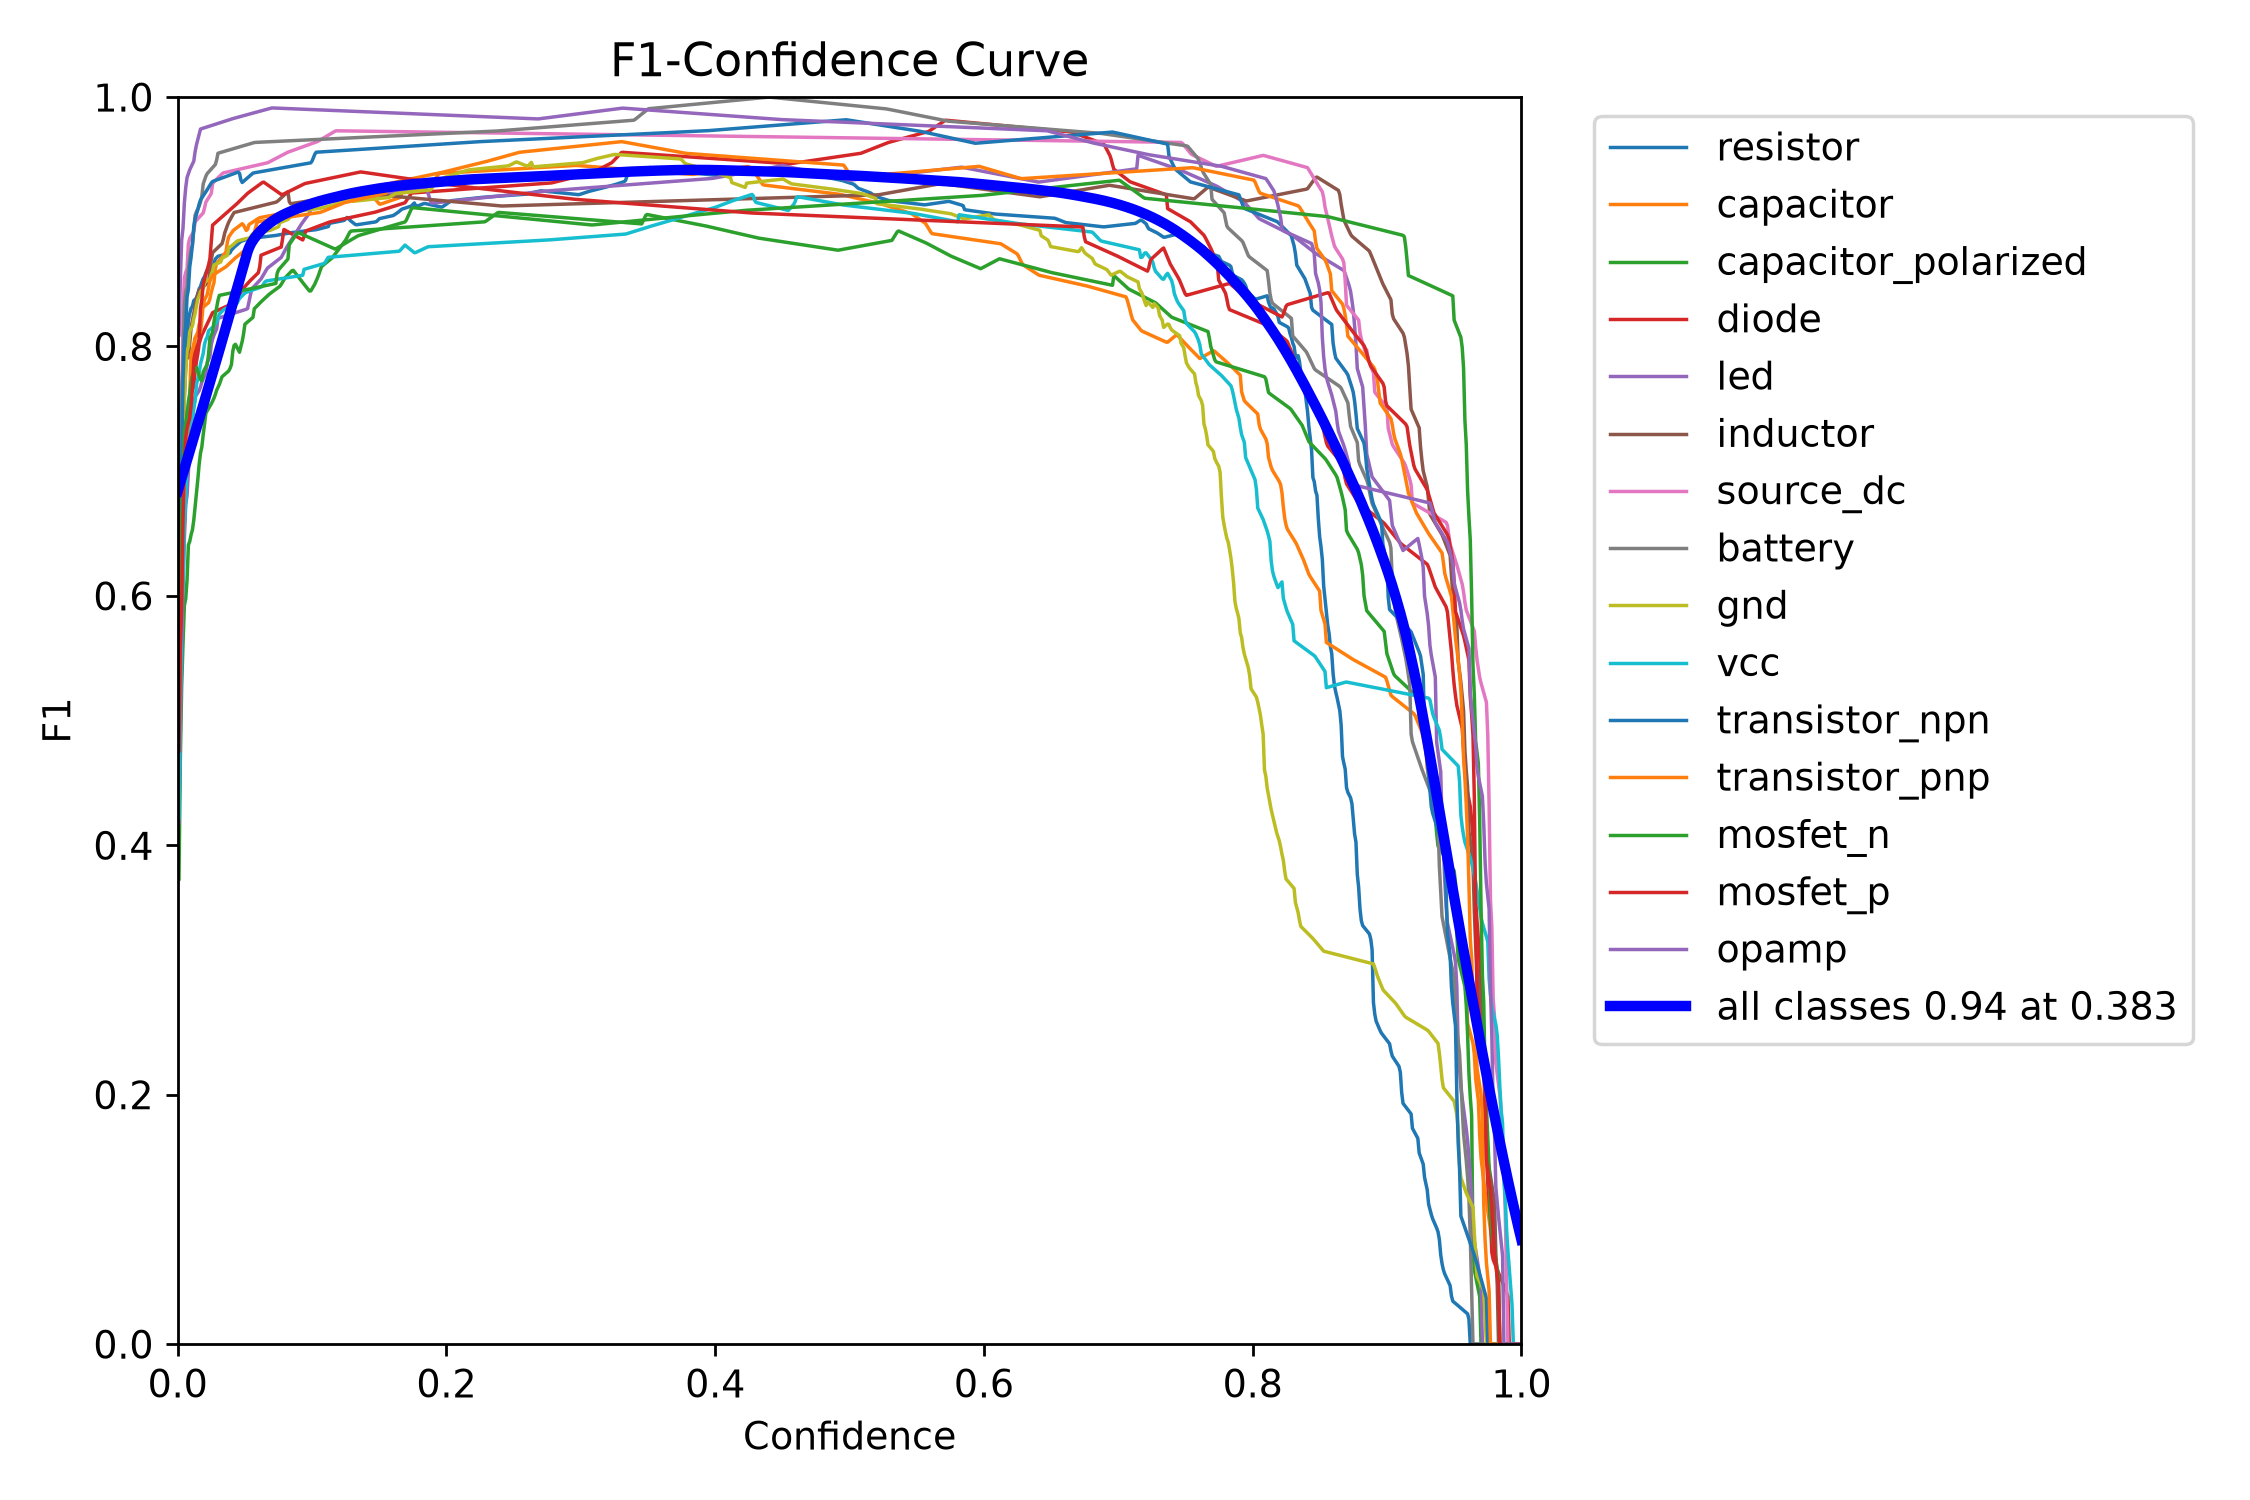 F1-Confidence Curve
1.0
0.8
0.6
0.4
0.2
0.0
F1
0.0 0.2 0.4 0.6 0.8 1.0
Confidence
resistor
capacitor
capacitor_polarized
diode
led
inductor
source_dc
battery
gnd
vcc
transistor_npn
transistor_pnp
mosfet_n
mosfet_p
opamp
all classes 0.94 at 0.383